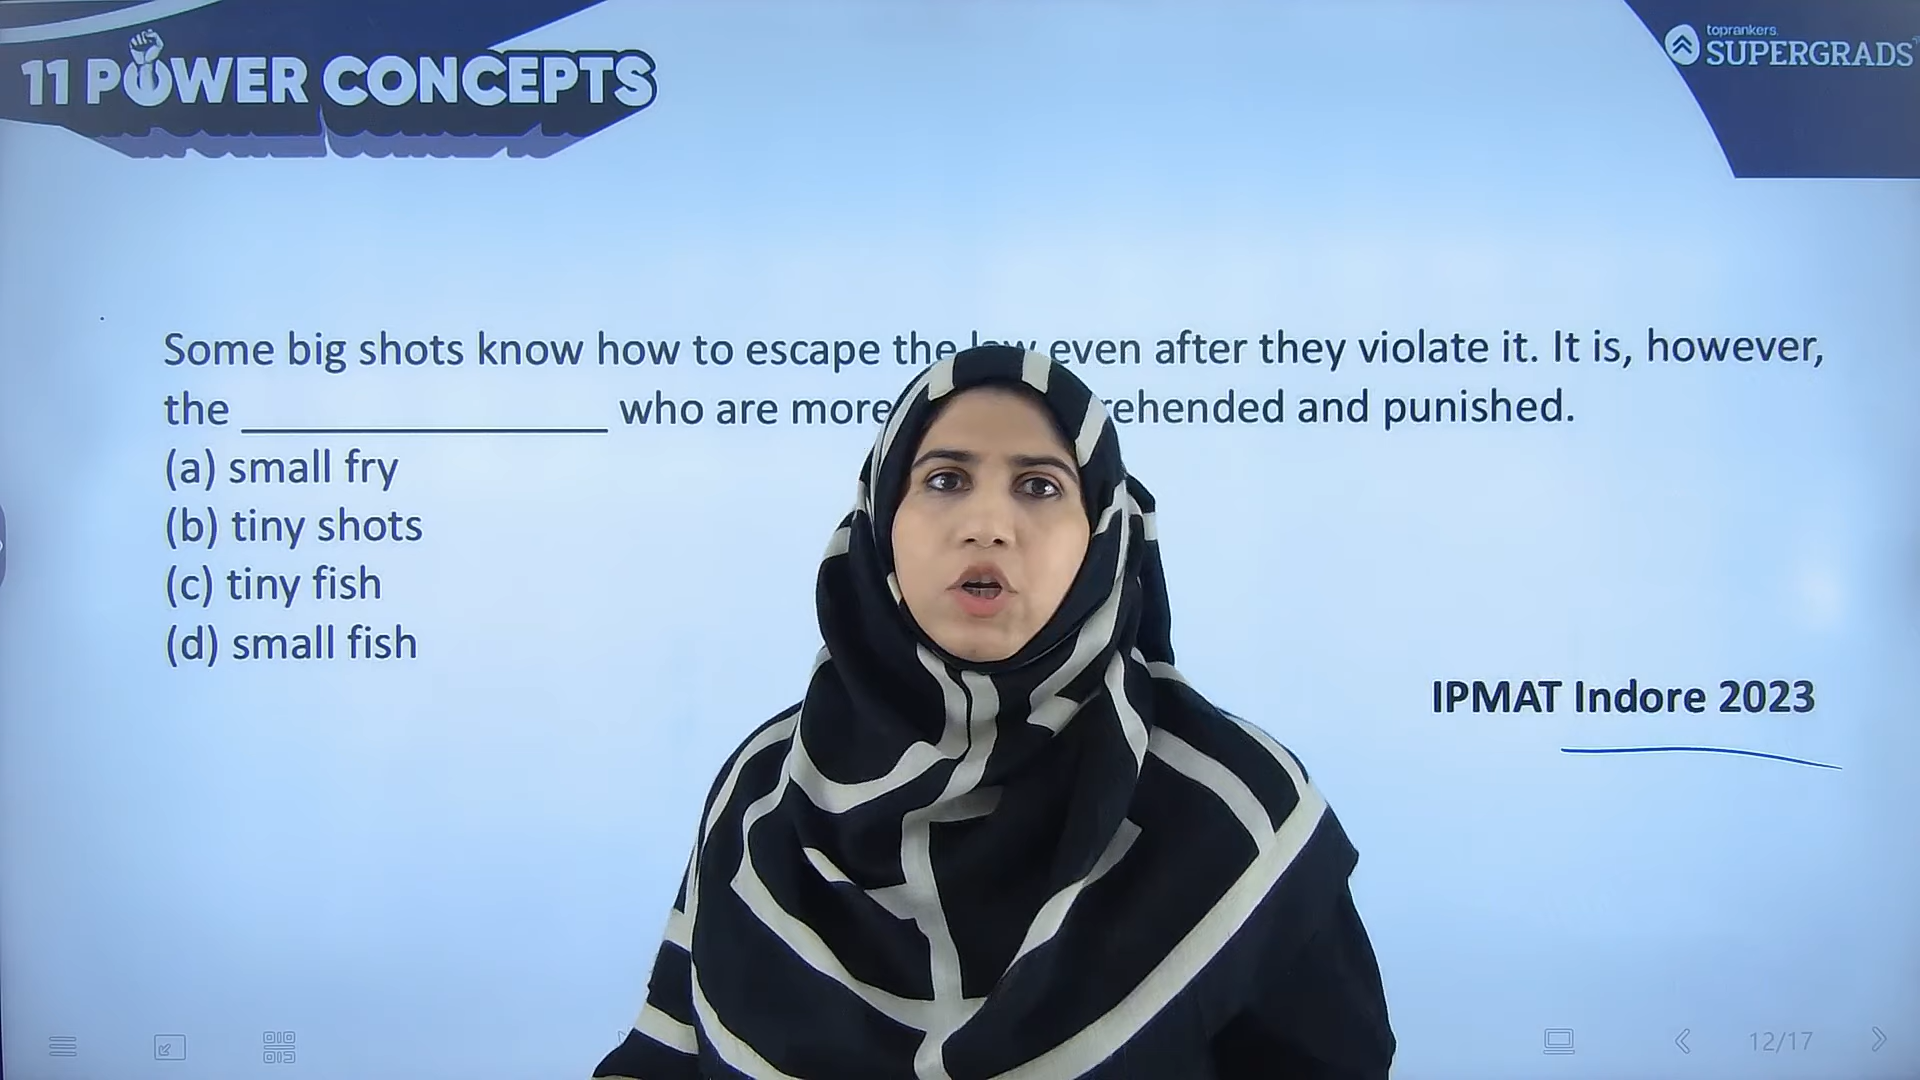 11 POWER CONCEPTS
toprankers
SUPERGRADS
Some big shots know how to escape the law even after they violate it. It is, however,
the ____________ who are more rehended and punished.
(a) small fry
(b) tiny shots
(c) tiny fish
(d) small fish
IPMAT Indore 2023
12/17